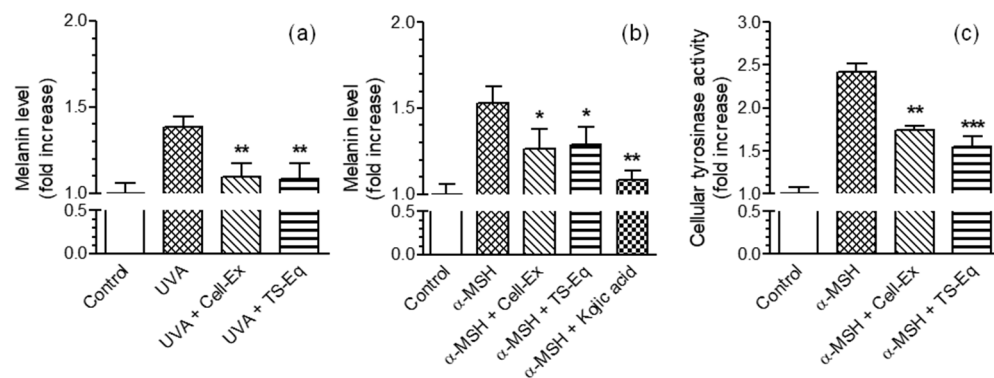 (a)
Melanin level
(fold increase)
2.0
1.5
1.0
0.5
0.0
**
**
Control
UVA
UVA + Cell-Ex
UVA + TS-Eq
(b)
Melanin level
(fold increase)
2.0
1.5
1.0
0.5
0.0
*
*
**
Control
α-MSH
α-MSH + Cell-Ex
α-MSH + TS-Eq
α-MSH + Kojic acid
(c)
Cellular tyrosinase activity
(fold increase)
3.0
2.5
2.0
1.5
1.0
0.5
0.0
**
***
Control
α-MSH
α-MSH + Cell-Ex
α-MSH + TS-Eq